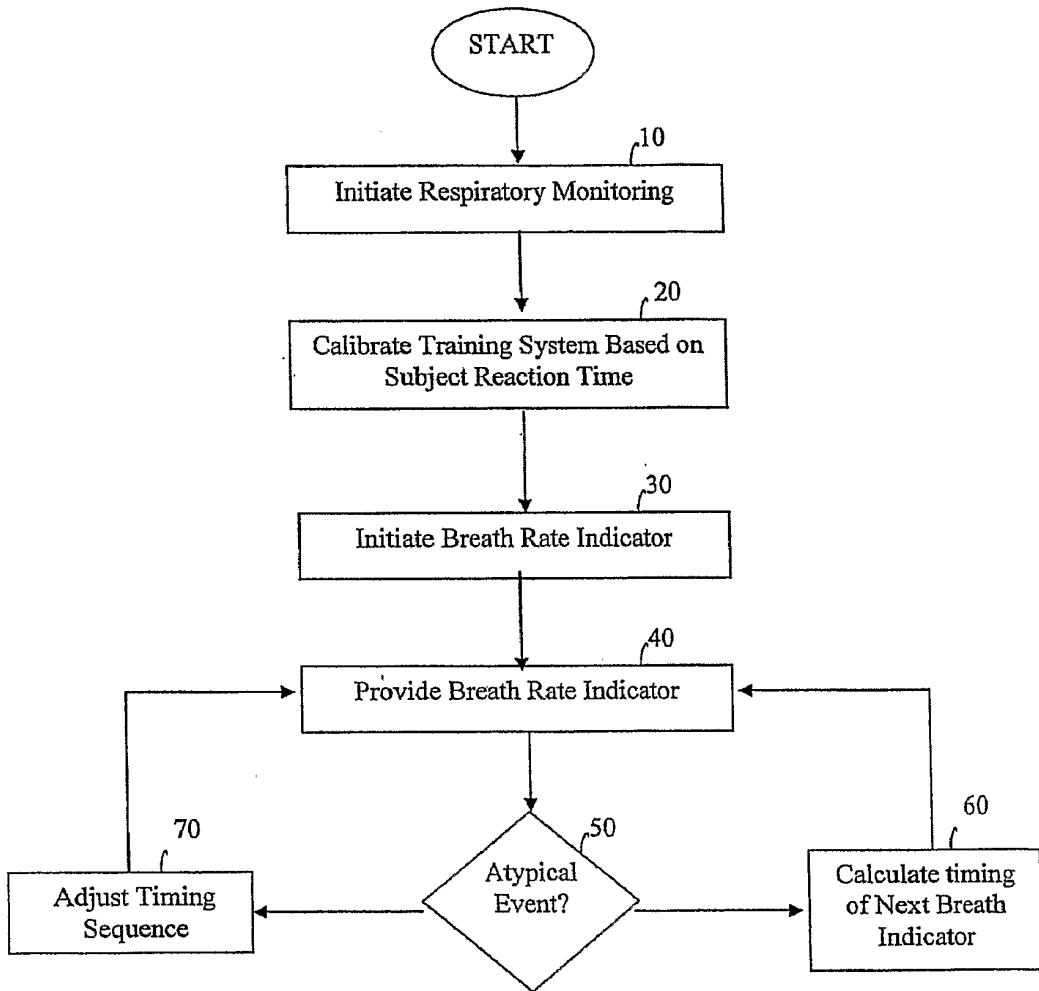 START
10
Initiate Respiratory Monitoring
20
Calibrate Training System Based on
Subject Reaction Time
30
Initiate Breath Rate Indicator
40
Provide Breath Rate Indicator
50
Atypical
Event?
70
Adjust Timing
Sequence
60
Calculate timing
of Next Breath
Indicator